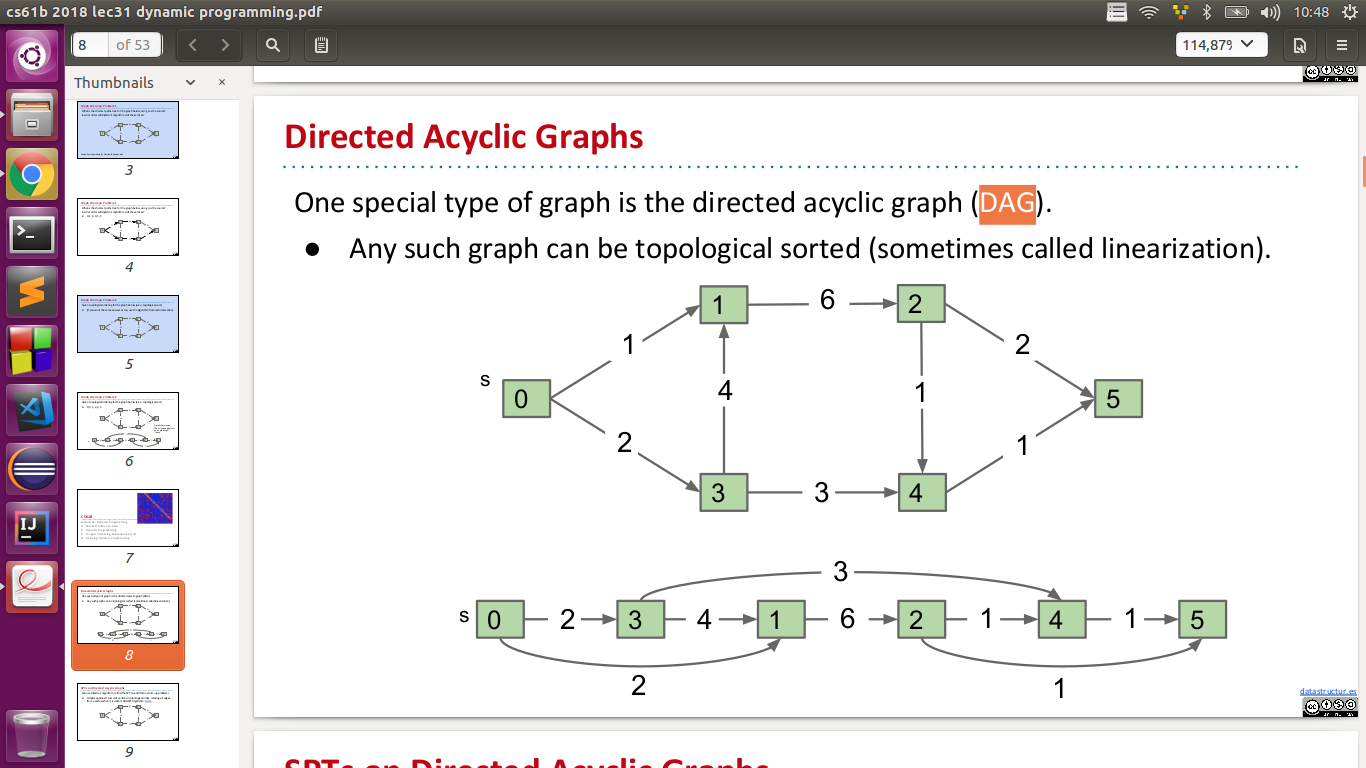 cs61b 2018 lec31 dynamic programming.pdf
10:48
8 of 53
114,87%
Thumbnails
3
4
5
6
CS61B
7
8
9
Directed Acyclic Graphs
One special type of graph is the directed acyclic graph (DAG).
● Any such graph can be topological sorted (sometimes called linearization).
1 6 2
1 2
s 0 4 1 5
2 1
3 3 4
3
s 0 2 3 4 1 6 2 1 4 1 5
2 1
datastructur.es
SPTs on Directed Acyclic Graphs